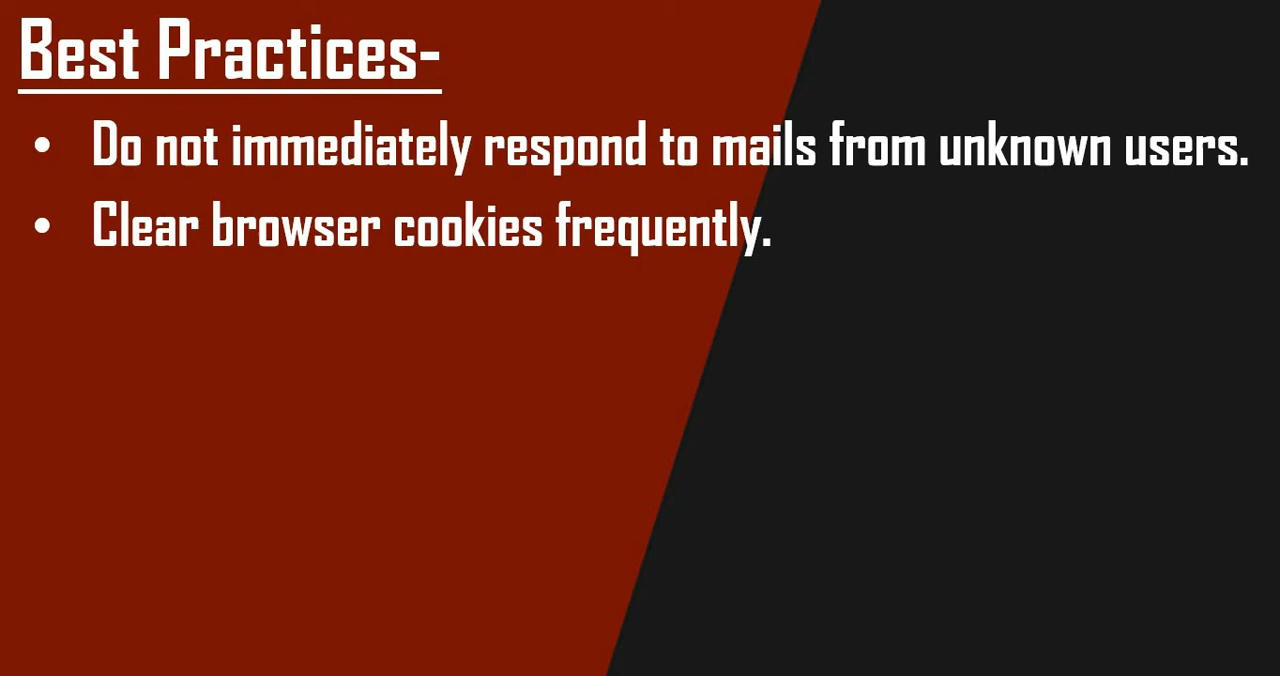 Best Practices-
• Do not immediately respond to mails from unknown users.
• Clear browser cookies frequently.